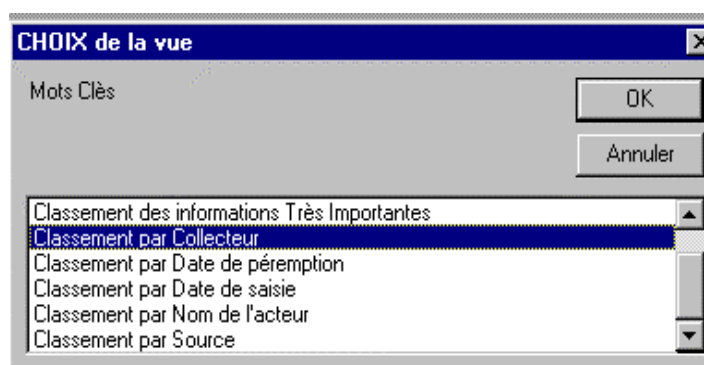 CHOIX de la vue
Mots Clès
OK
Annuler
Classement des informations Très Importantes
Classement par Collecteur
Classement par Date de péremption
Classement par Date de saisie
Classement par Nom de l'acteur
Classement par Source